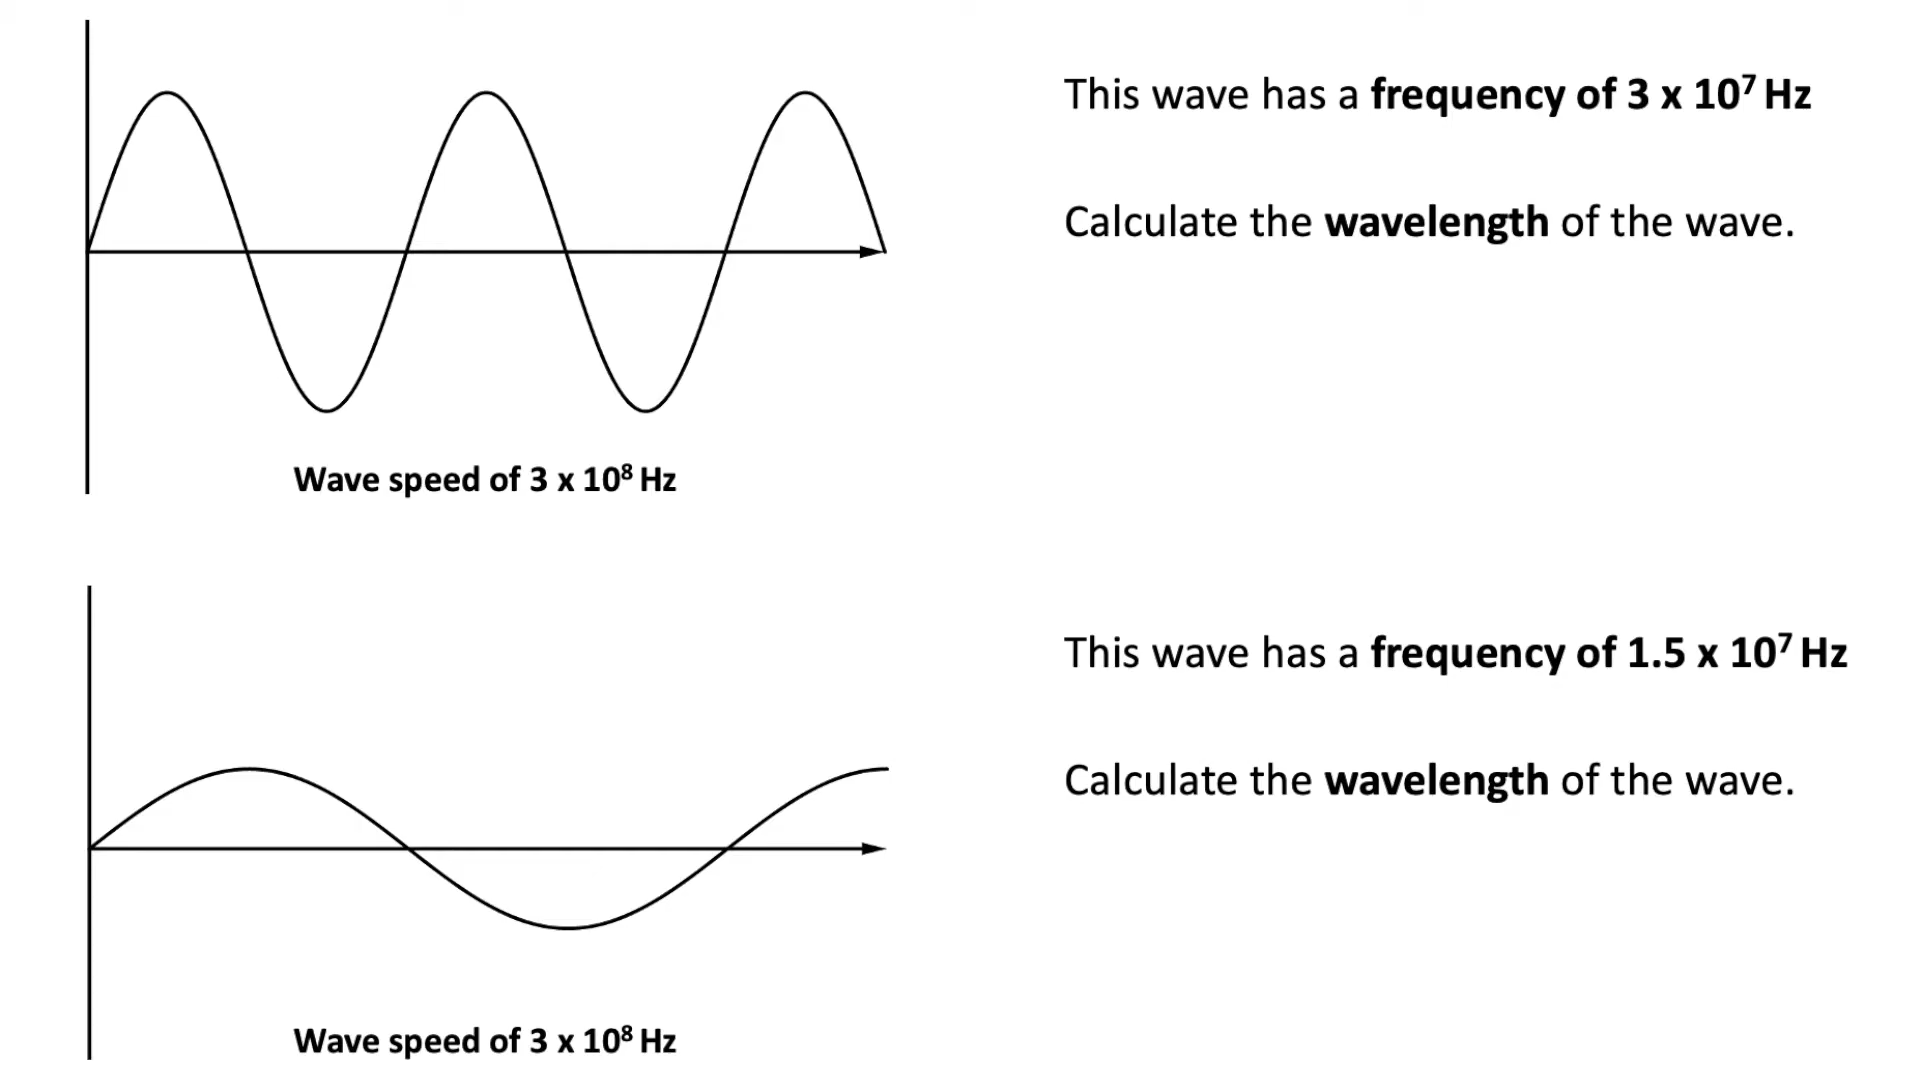 This wave has a frequency of 3 x 10⁷ Hz
Calculate the wavelength of the wave.
Wave speed of 3 x 10⁸ Hz
This wave has a frequency of 1.5 x 10⁷ Hz
Calculate the wavelength of the wave.
Wave speed of 3 x 10⁸ Hz